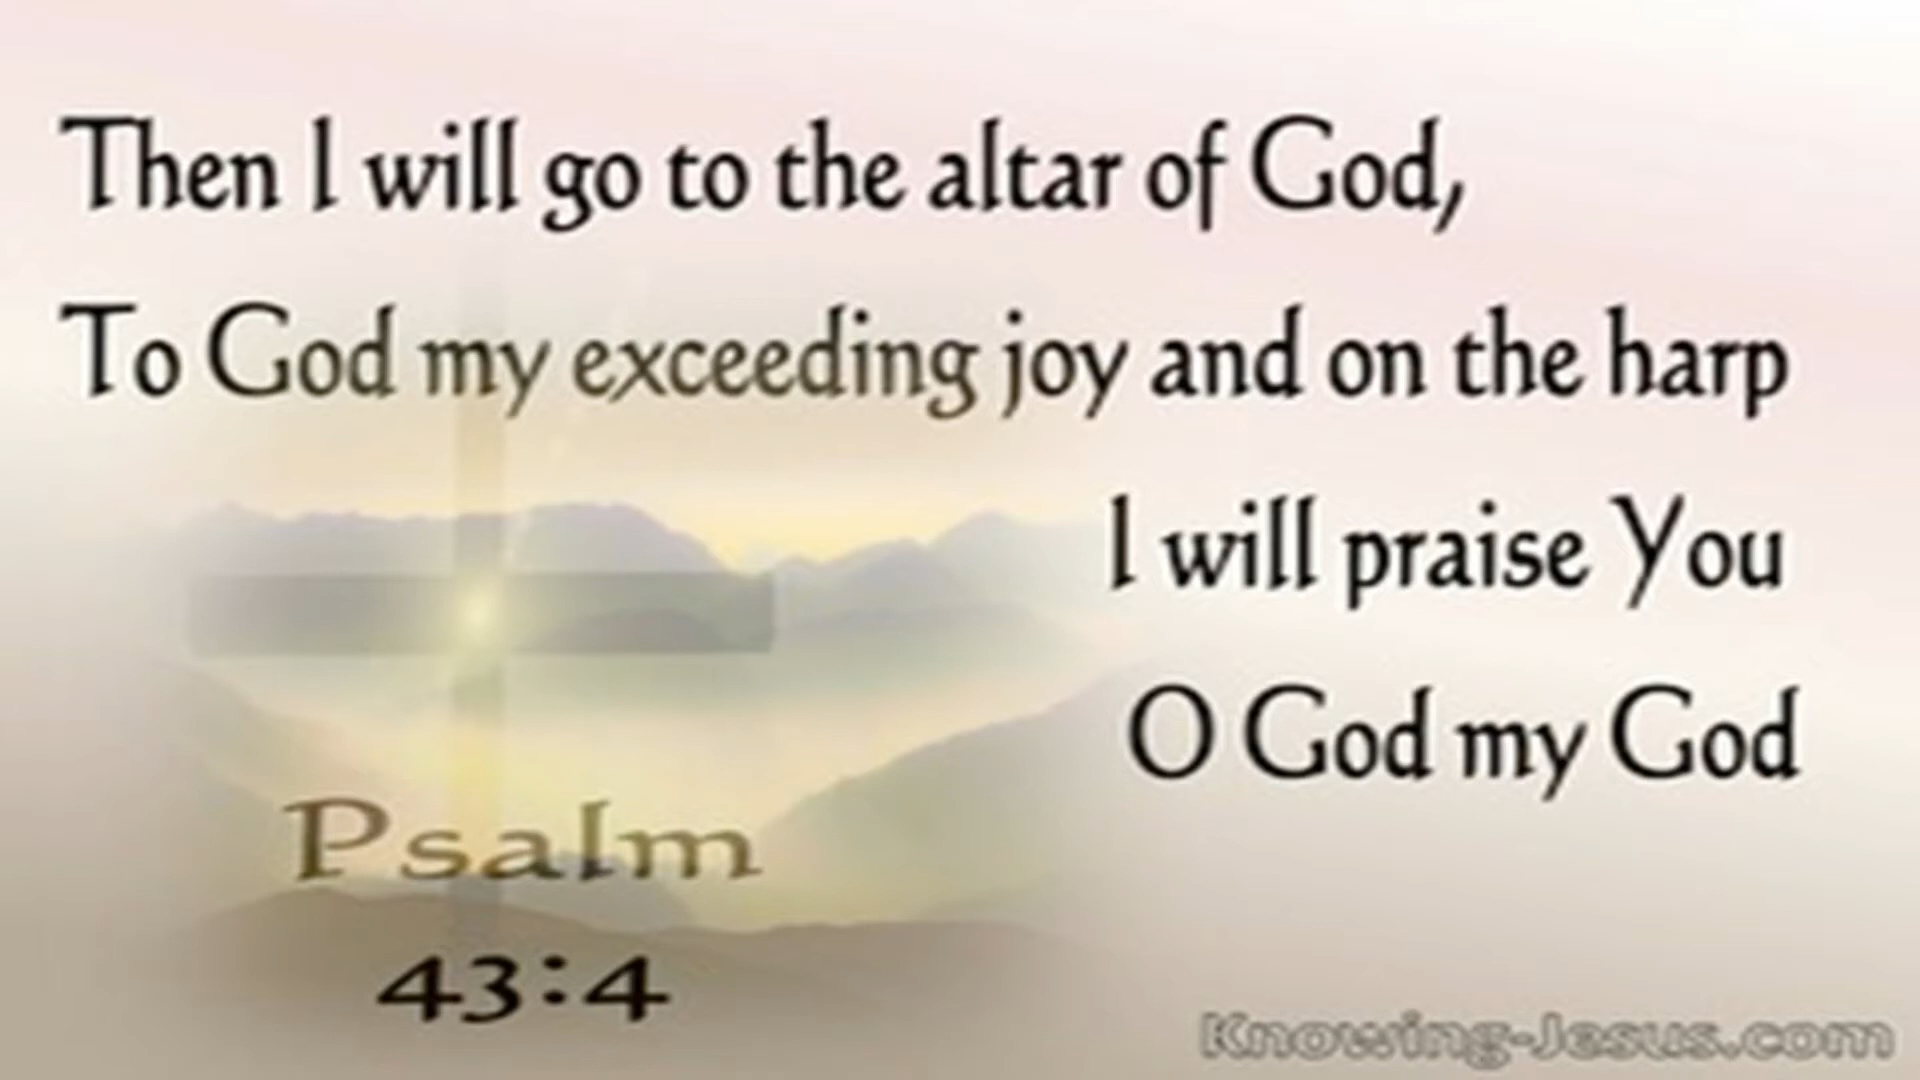 Then I will go to the altar of God,
To God my exceeding joy and on the harp
I will praise You
O God my God
Psalm
43:4
Knowing-Jesus.com